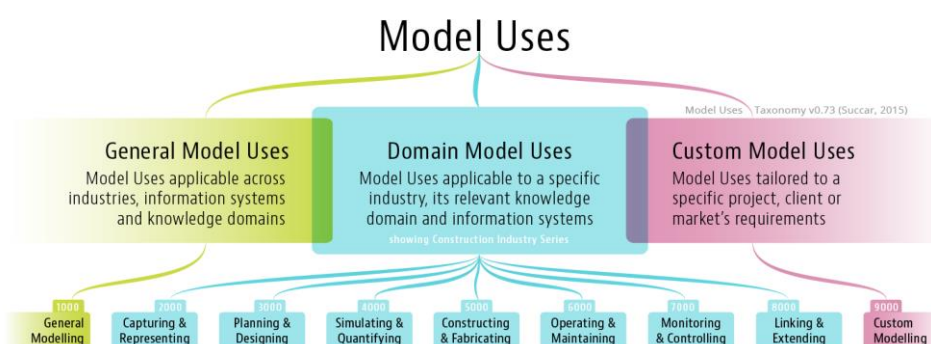 Model Uses
Model Uses Taxonomy v0.73 (Succar, 2015)
General Model Uses
Model Uses applicable across
industries, information systems
and knowledge domains
Domain Model Uses
Model Uses applicable to a specific
industry, its relevant knowledge
domain and information systems
showing Construction Industry Series
Custom Model Uses
Model Uses tailored to a
specific project, client or
market's requirements
1000
General
Modelling
2000
Capturing &
Representing
3000
Planning &
Designing
4000
Simulating &
Quantifying
5000
Constructing
& Fabricating
6000
Operating &
Maintaining
7000
Monitoring
& Controlling
8000
Linking &
Extending
9000
Custom
Modelling